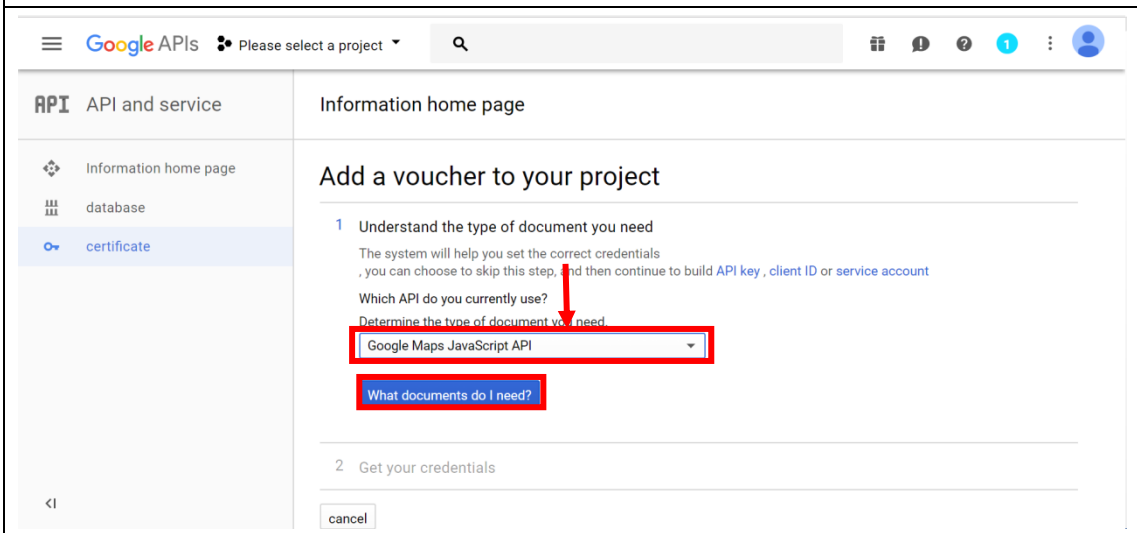 Google APIs Please select a project 1
API API and service
Information home page
Information home page
database
certificate
Add a voucher to your project
1 Understand the type of document you need
The system will help you set the correct credentials
, you can choose to skip this step, and then continue to build API key , client ID or service account
Which API do you currently use?
Determine the type of document you need.
Google Maps JavaScript API
What documents do I need?
2 Get your credentials
cancel